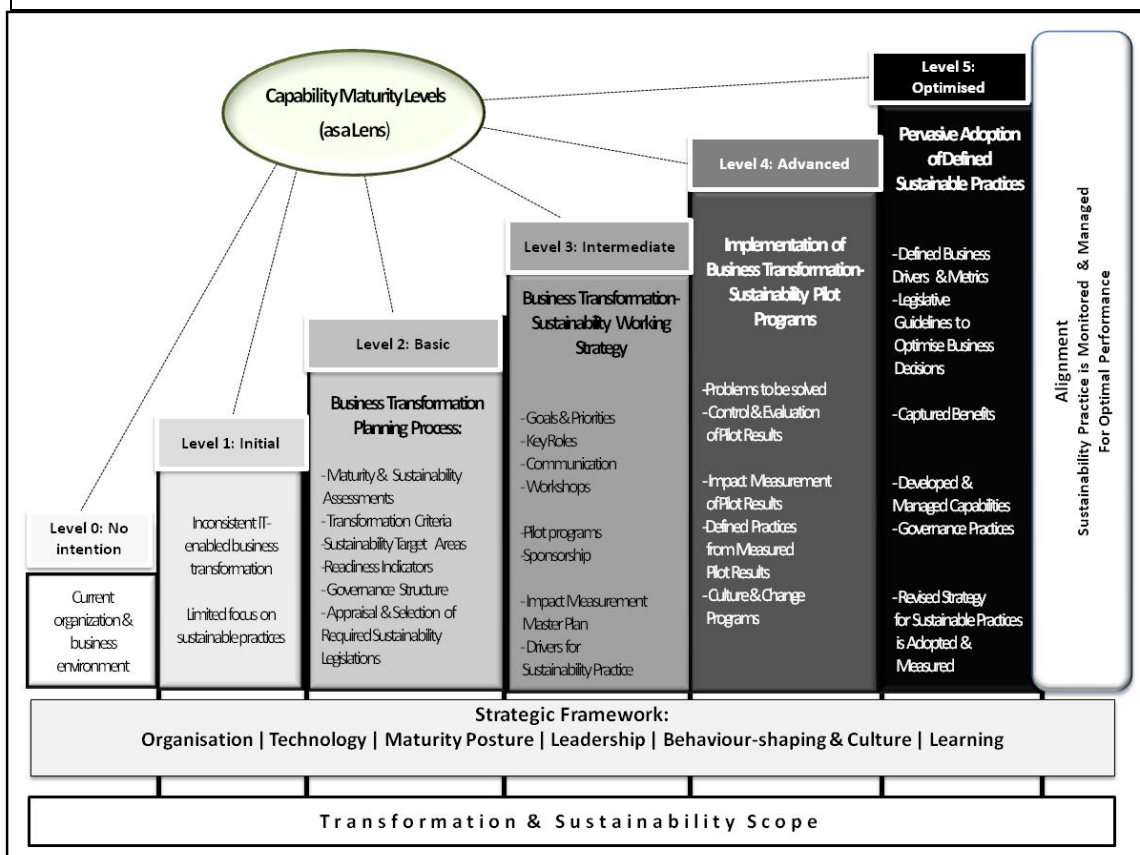 Capability Maturity Levels
(as a Lens)
Level 0: No
intention
Current
organization &
business
environment
Level 1: Initial
Inconsistent IT-
enabled business
transformation
Limited focus on
sustainable practices
Level 2: Basic
Business Transformation
Planning Process:
- Maturity & Sustainability
Assessments
- Transformation Criteria
-Sustainability Target Areas
-Readiness Indicators
- Governance Structure
- Appraisal & Selection of
Required Sustainability
Legislations
Level 3: Intermediate
Business Transformation-
Sustainability Working
Strategy
- Goals & Priorities
- Key Roles
- Communication
- Workshops
-Pilot programs
-Sponsorship
- Impact Measurement
Master Plan
- Drivers for
Sustainability Practice
Level 4: Advanced
Implementation of
Business Transformation-
Sustainability Pilot
Programs
-Problems to be solved
- Control & Evaluation
of Pilot Results
-Impact Measurement
of Pilot Results
-Defined Practices
from Measured
Pilot Results
- Culture & Change
Programs
Level 5:
Optimised
Pervasive Adoption
of Defined
Sustainable Practices
-Defined Business
Drivers & Metrics
-Legislative
Guidelines to
Optimise Business
Decisions
-Captured Benefits
-Developed &
Managed Capabilities
-Governance Practices
-Revised Strategy
for Sustainable Practices
is Adopted &
Measured
Alignment
Sustainability Practice is Monitored & Managed
For Optimal Performance
Strategic Framework:
Organisation | Technology | Maturity Posture | Leadership | Behaviour-shaping & Culture | Learning
Transformation & Sustainability Scope